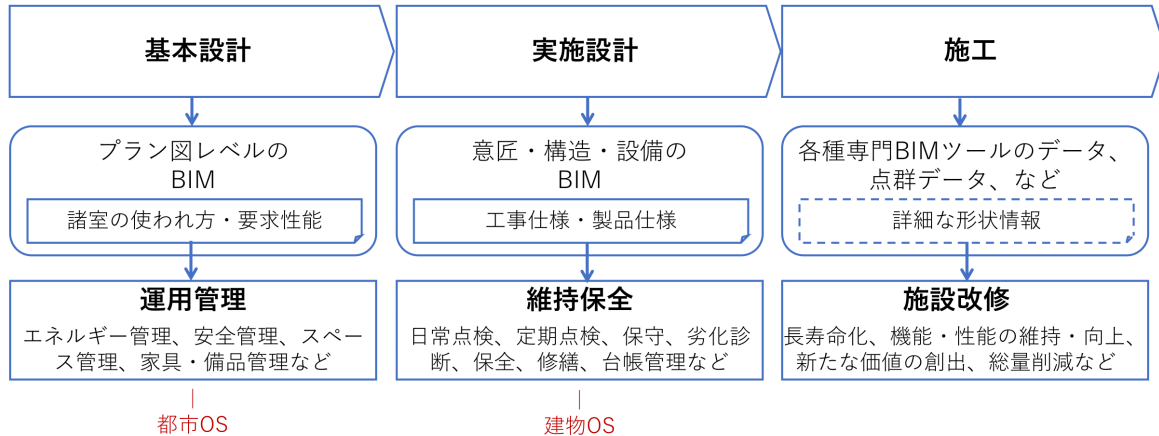 基本設計
実施設計
施工
プラン図レベルの
BIM
諸室の使われ方・要求性能
意匠・構造・設備の
BIM
工事仕様・製品仕様
各種専門BIMツールのデータ、
点群データ、など
詳細な形状情報
運用管理
エネルギー管理、安全管理、スペー
ス管理、家具・備品管理など
維持保全
日常点検、定期点検、保守、劣化診
断、保全、修繕、台帳管理など
施設改修
長寿命化、機能・性能の維持・向上、
新たな価値の創出、総量削減など
都市OS
建物OS